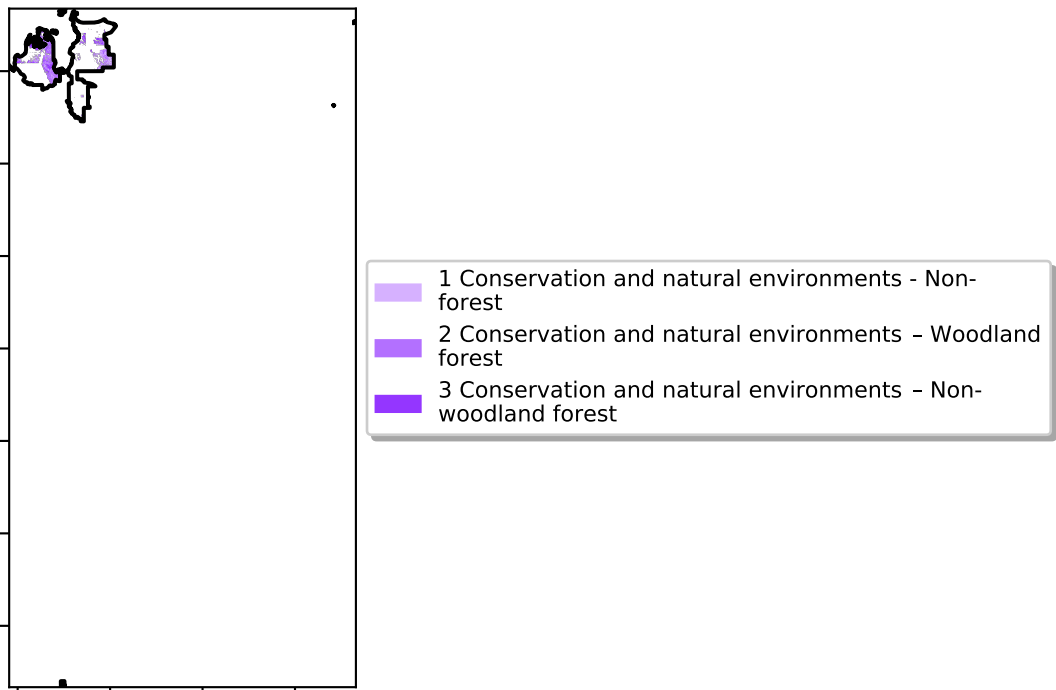 1 Conservation and natural environments - Non-
forest
2 Conservation and natural environments – Woodland
forest
3 Conservation and natural environments – Non-
woodland forest